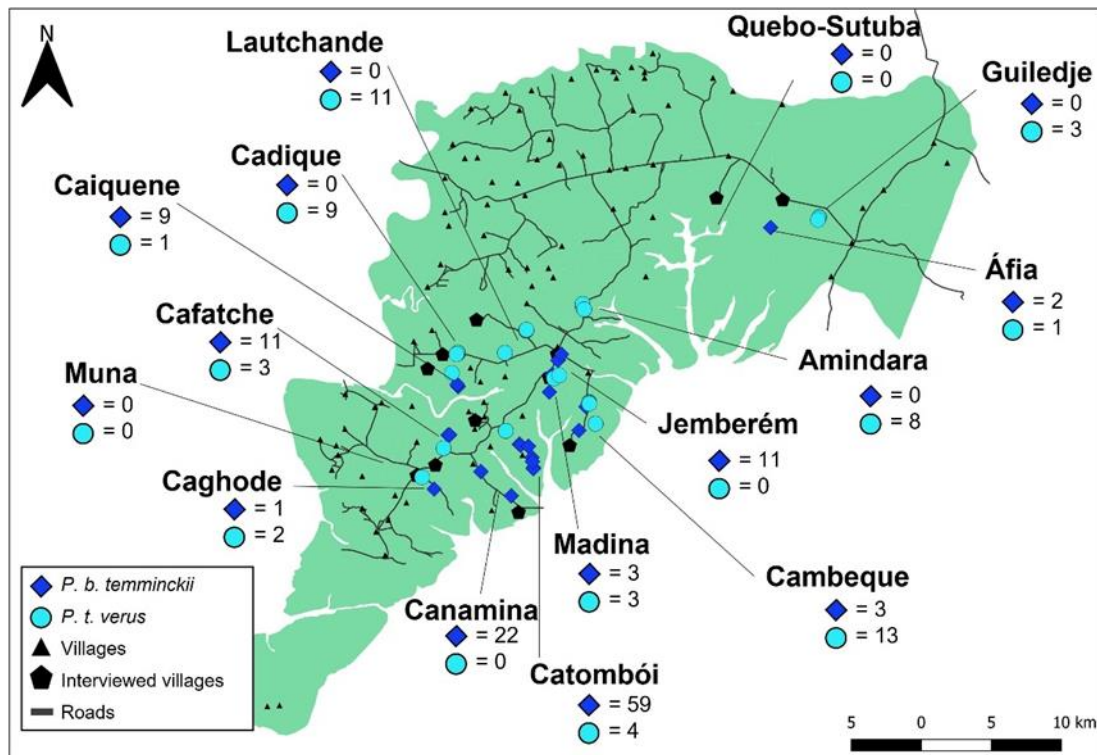 N
Lautchande
= 0
= 11
Quebo-Sutuba
= 0
= 0
Guiledje
= 0
= 3
Cadique
= 0
= 9
Caiquene
= 9
= 1
Áfia
= 2
= 1
Cafatche
= 11
= 3
Amindara
= 0
= 8
Muna
= 0
= 0
Jemberém
= 11
= 0
Caghode
= 1
= 2
Madina
= 3
= 3
Cambeque
= 3
= 13
Canamina
= 22
= 0
Catombói
= 59
= 4
P. b. temminckii
P. t. verus
Villages
Interviewed villages
Roads
5 0 5 10 km